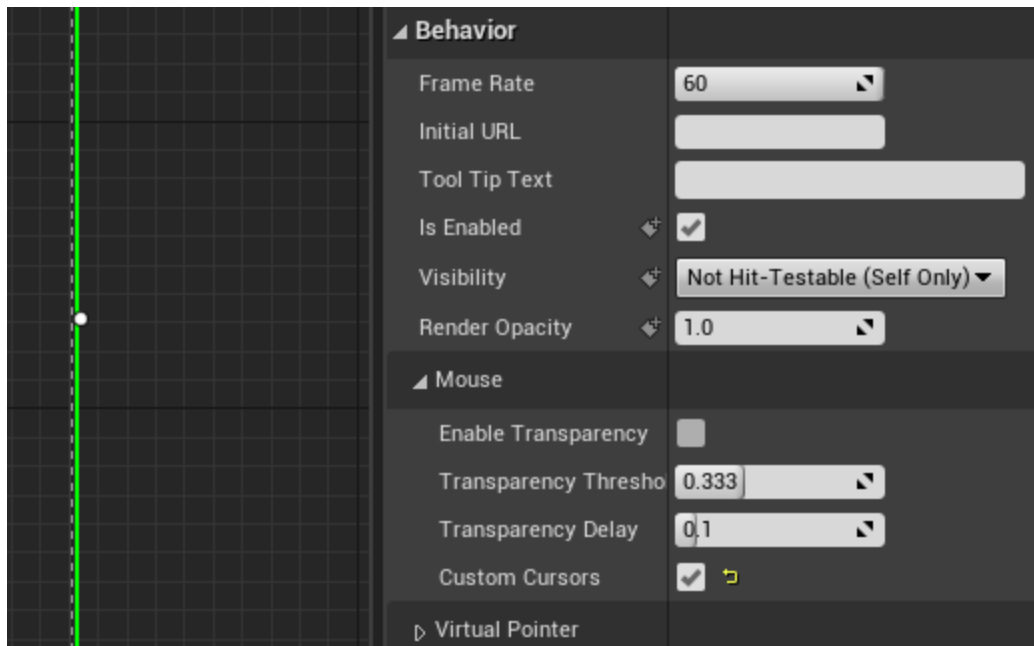 Behavior
Frame Rate 60
Initial URL
Tool Tip Text
Is Enabled
Visibility Not Hit-Testable (Self Only)
Render Opacity 1.0
Mouse
Enable Transparency
Transparency Thresho 0.333
Transparency Delay 0.1
Custom Cursors
Virtual Pointer